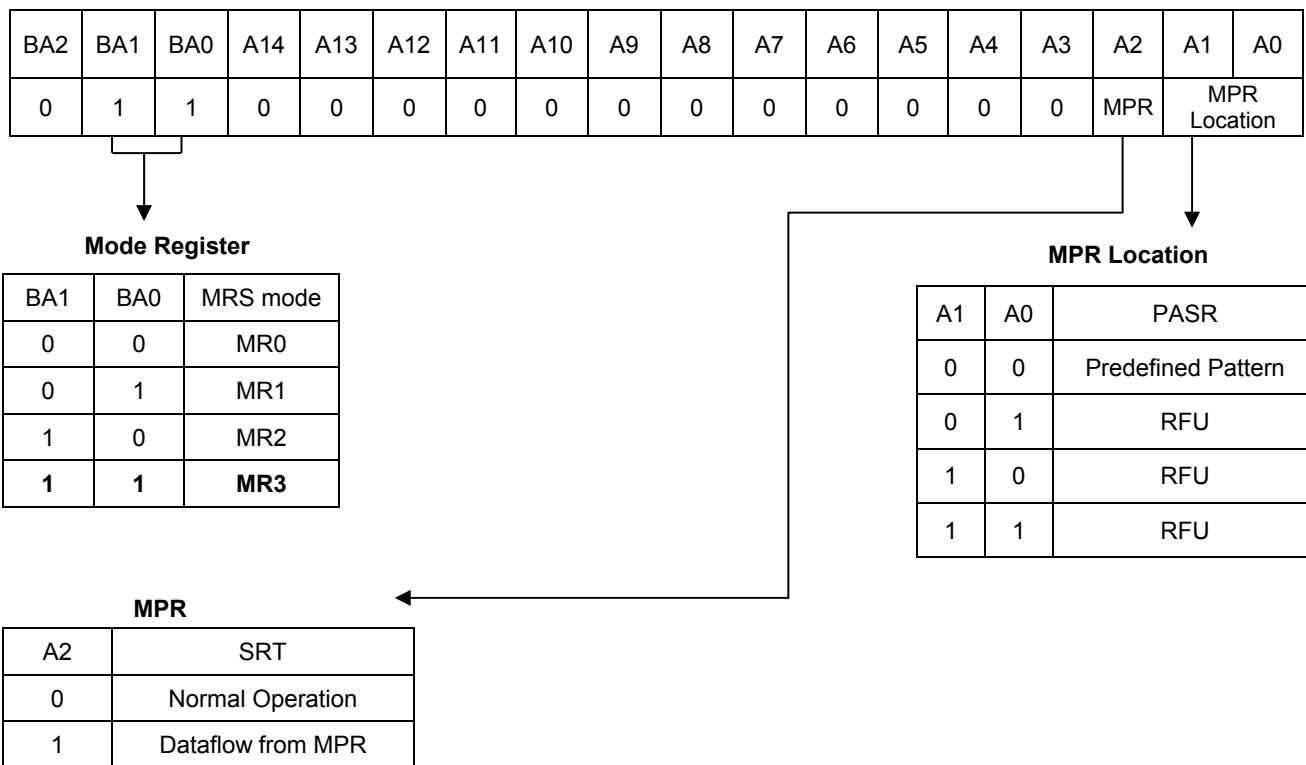 BA2 BA1 BA0 A14 A13 A12 A11 A10 A9 A8 A7 A6 A5 A4 A3 A2 A1 A0
0 1 1 0 0 0 0 0 0 0 0 0 0 0 0 MPR MPR
Location
Mode Register
BA1 BA0 MRS mode
0 0 MR0
0 1 MR1
1 0 MR2
1 1 MR3
MPR Location
A1 A0 PASR
0 0 Predefined Pattern
0 1 RFU
1 0 RFU
1 1 RFU
MPR
A2 SRT
0 Normal Operation
1 Dataflow from MPR